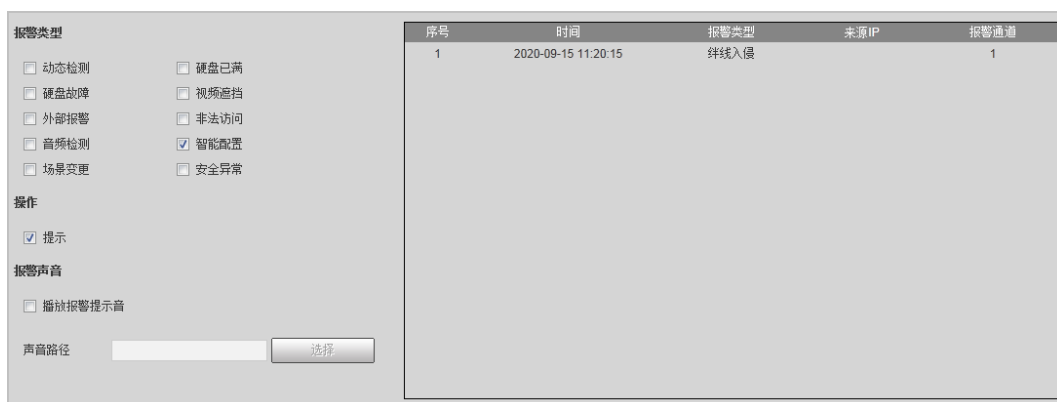 报警类型
动态检测 硬盘已满
硬盘故障 视频遮挡
外部报警 非法访问
音频检测 智能配置
场景变更 安全异常
操作
提示
报警声音
播放报警提示音
声音路径 选择
序号 时间 报警类型 来源IP 报警通道
1 2020-09-15 11:20:15 绊线入侵 1